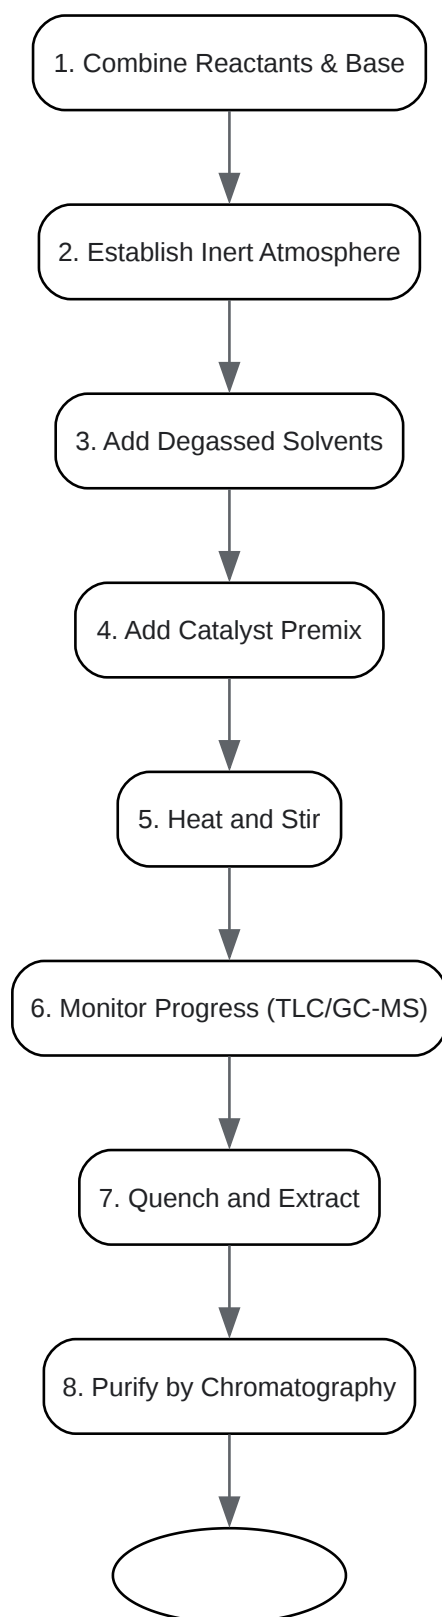 1. Combine Reactants & Base
2. Establish Inert Atmosphere
3. Add Degassed Solvents
4. Add Catalyst Premix
5. Heat and Stir
6. Monitor Progress (TLC/GC-MS)
7. Quench and Extract
8. Purify by Chromatography